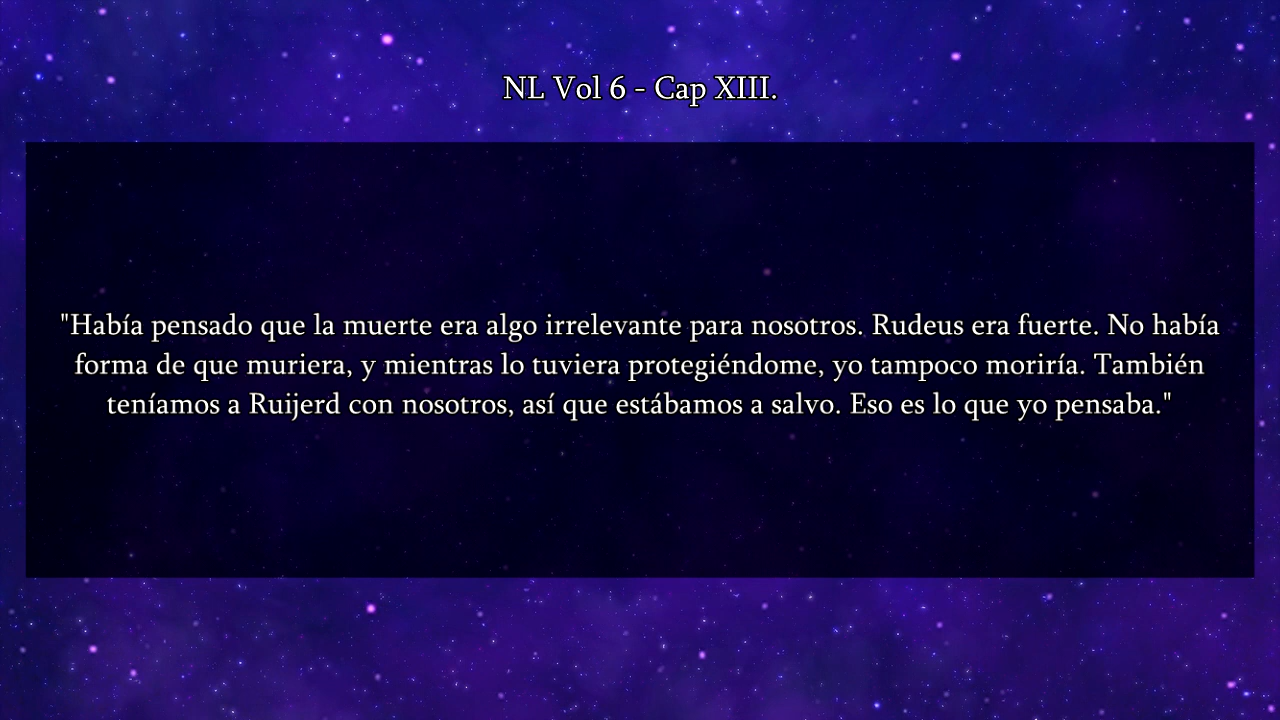 NL Vol 6 - Cap XIII.
"Había pensado que la muerte era algo irrelevante para nosotros. Rudeus era fuerte. No había
forma de que muriera, y mientras lo tuviera protegiéndome, yo tampoco moriría. También
teníamos a Ruijerd con nosotros, así que estábamos a salvo. Eso es lo que yo pensaba."